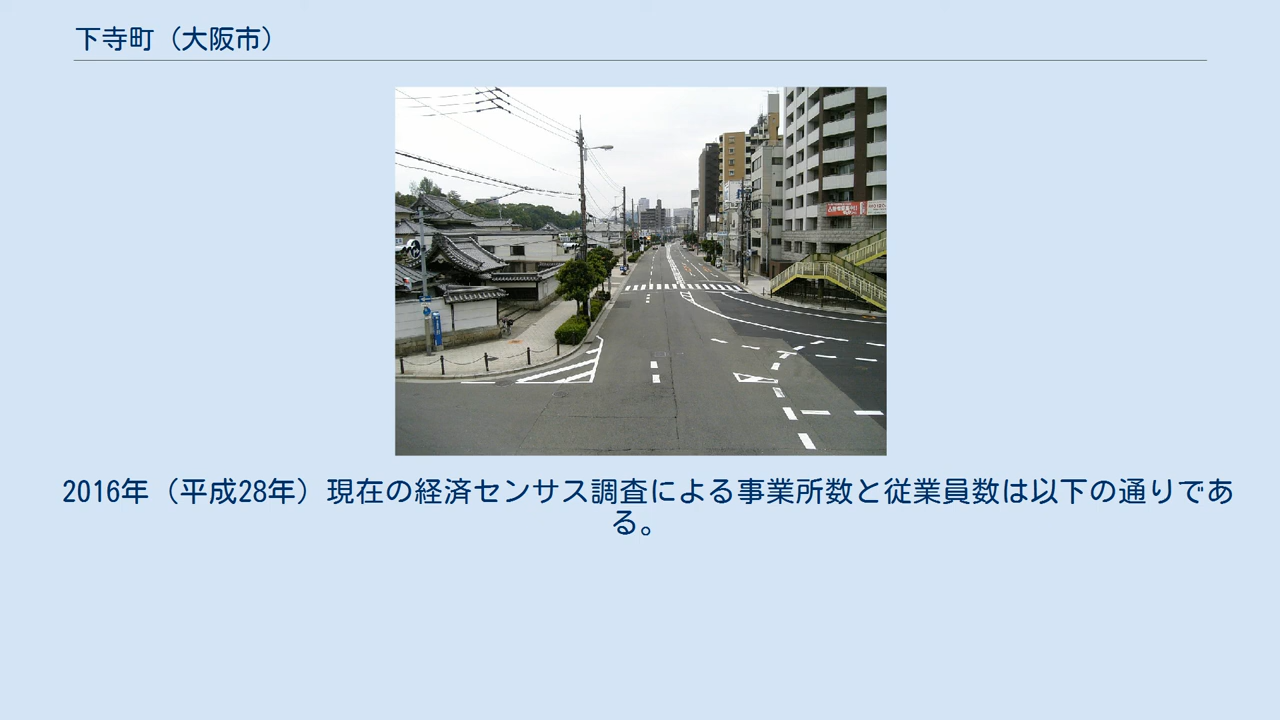 下寺町（大阪市）
2016年（平成28年）現在の経済センサス調査による事業所数と従業員数は以下の通りであ
る。